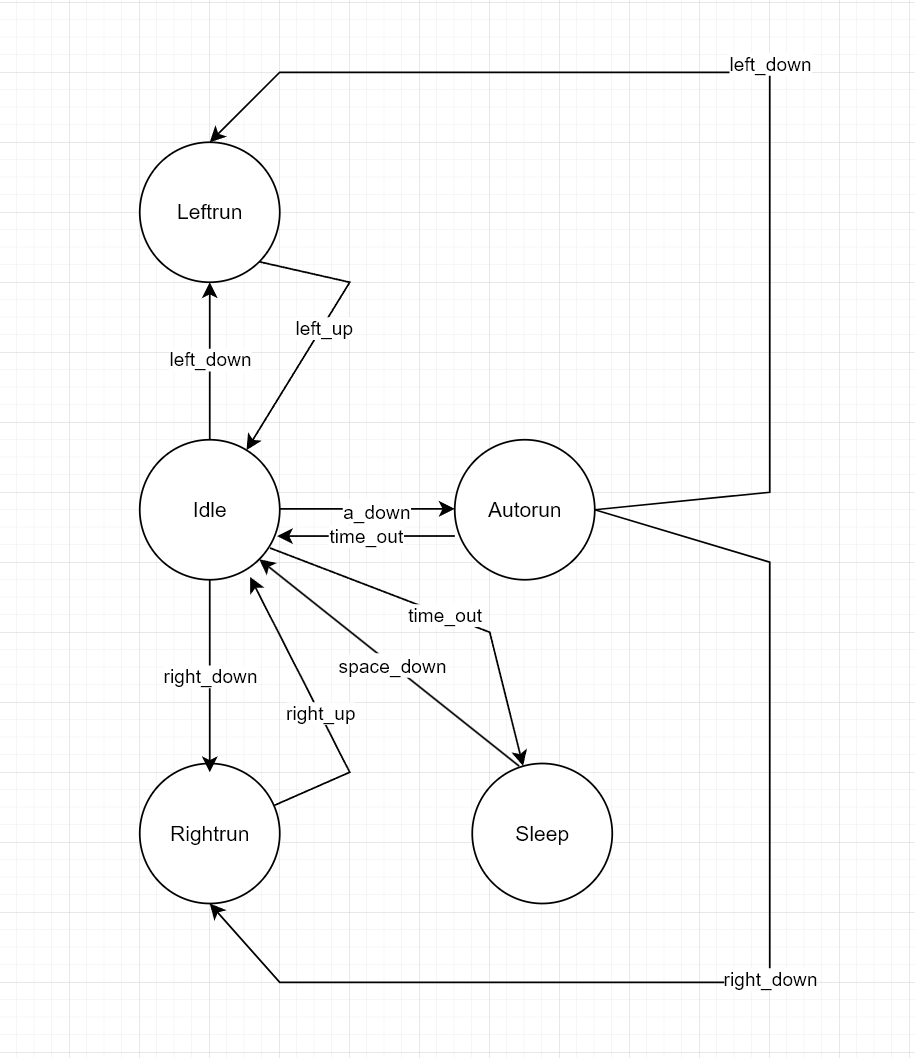 left_down
Leftrun
left_up
left_down
Idle
a_down
Autorun
time_out
time_out
space_down
right_down
right_up
Rightrun
Sleep
right_down